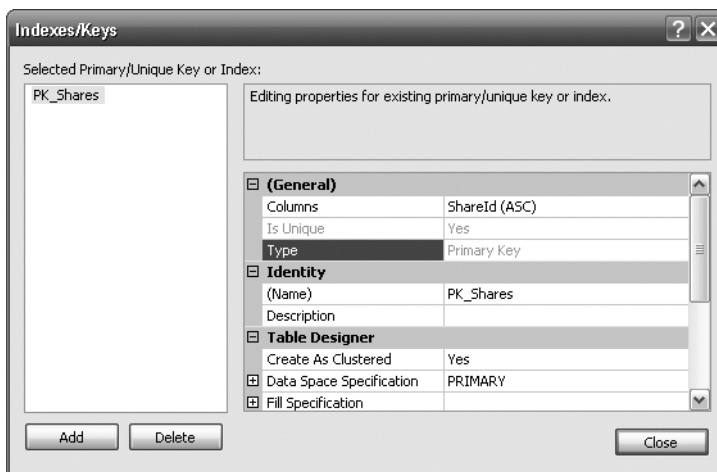 Indexes/Keys
Selected Primary/Unique Key or Index:
PK_Shares
Editing properties for existing primary/unique key or index.
(General)
Columns ShareId (ASC)
Is Unique Yes
Type Primary Key
Identity
(Name) PK_Shares
Description
Table Designer
Create As Clustered Yes
Data Space Specification PRIMARY
Fill Specification
Add Delete Close